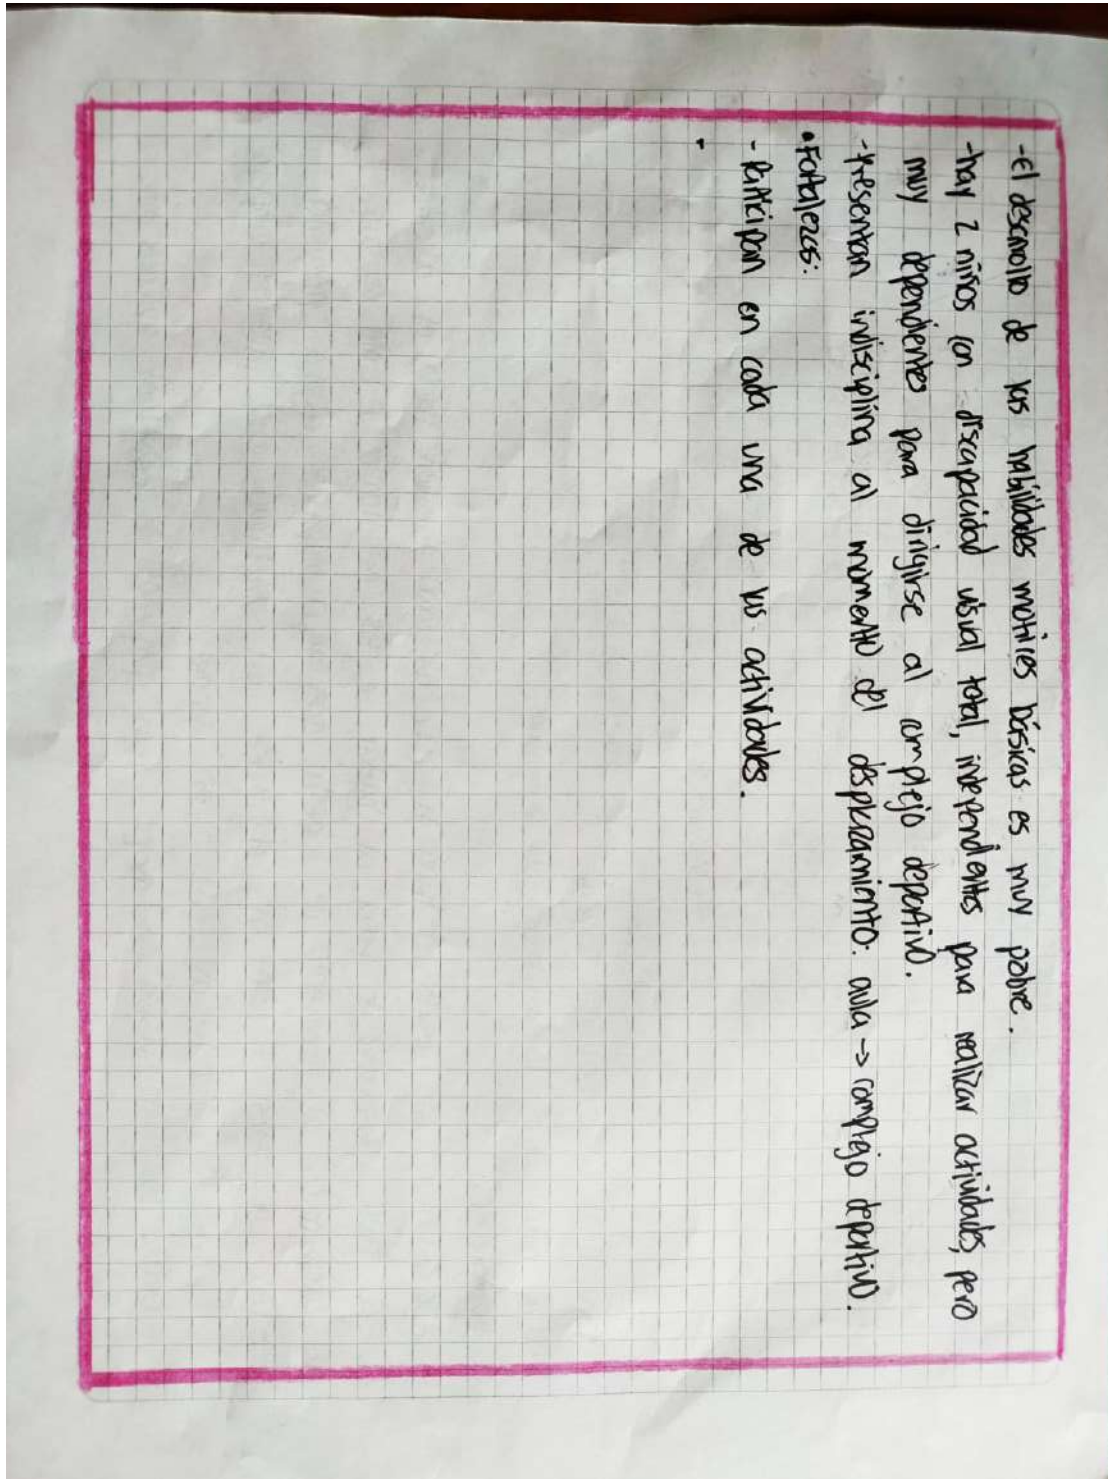 -El desarrollo de las habilidades motrices básicas es muy pobre.
-hay 2 niños con discapacidad visual total, independientes para realizar actividades, pero
muy dependientes para dirigirse al complejo deportivo.
-Presentan indisciplina al momento del desplazamiento: aula -> complejo deportivo.
•Fortalezas:
-Participan en cada una de las actividades.
-